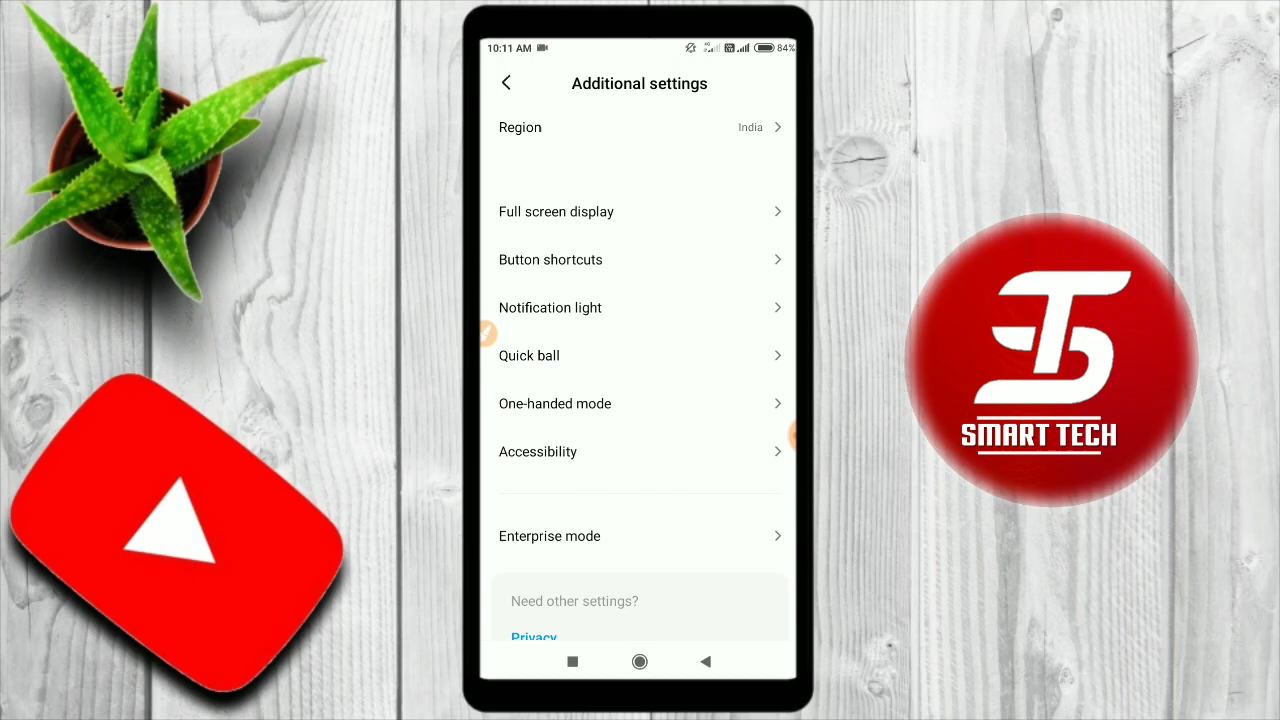 10:11 AM
84%
Additional settings
Region
India
Full screen display
Button shortcuts
Notification light
Quick ball
One-handed mode
Accessibility
Enterprise mode
Need other settings?
Privacy
SMART TECH